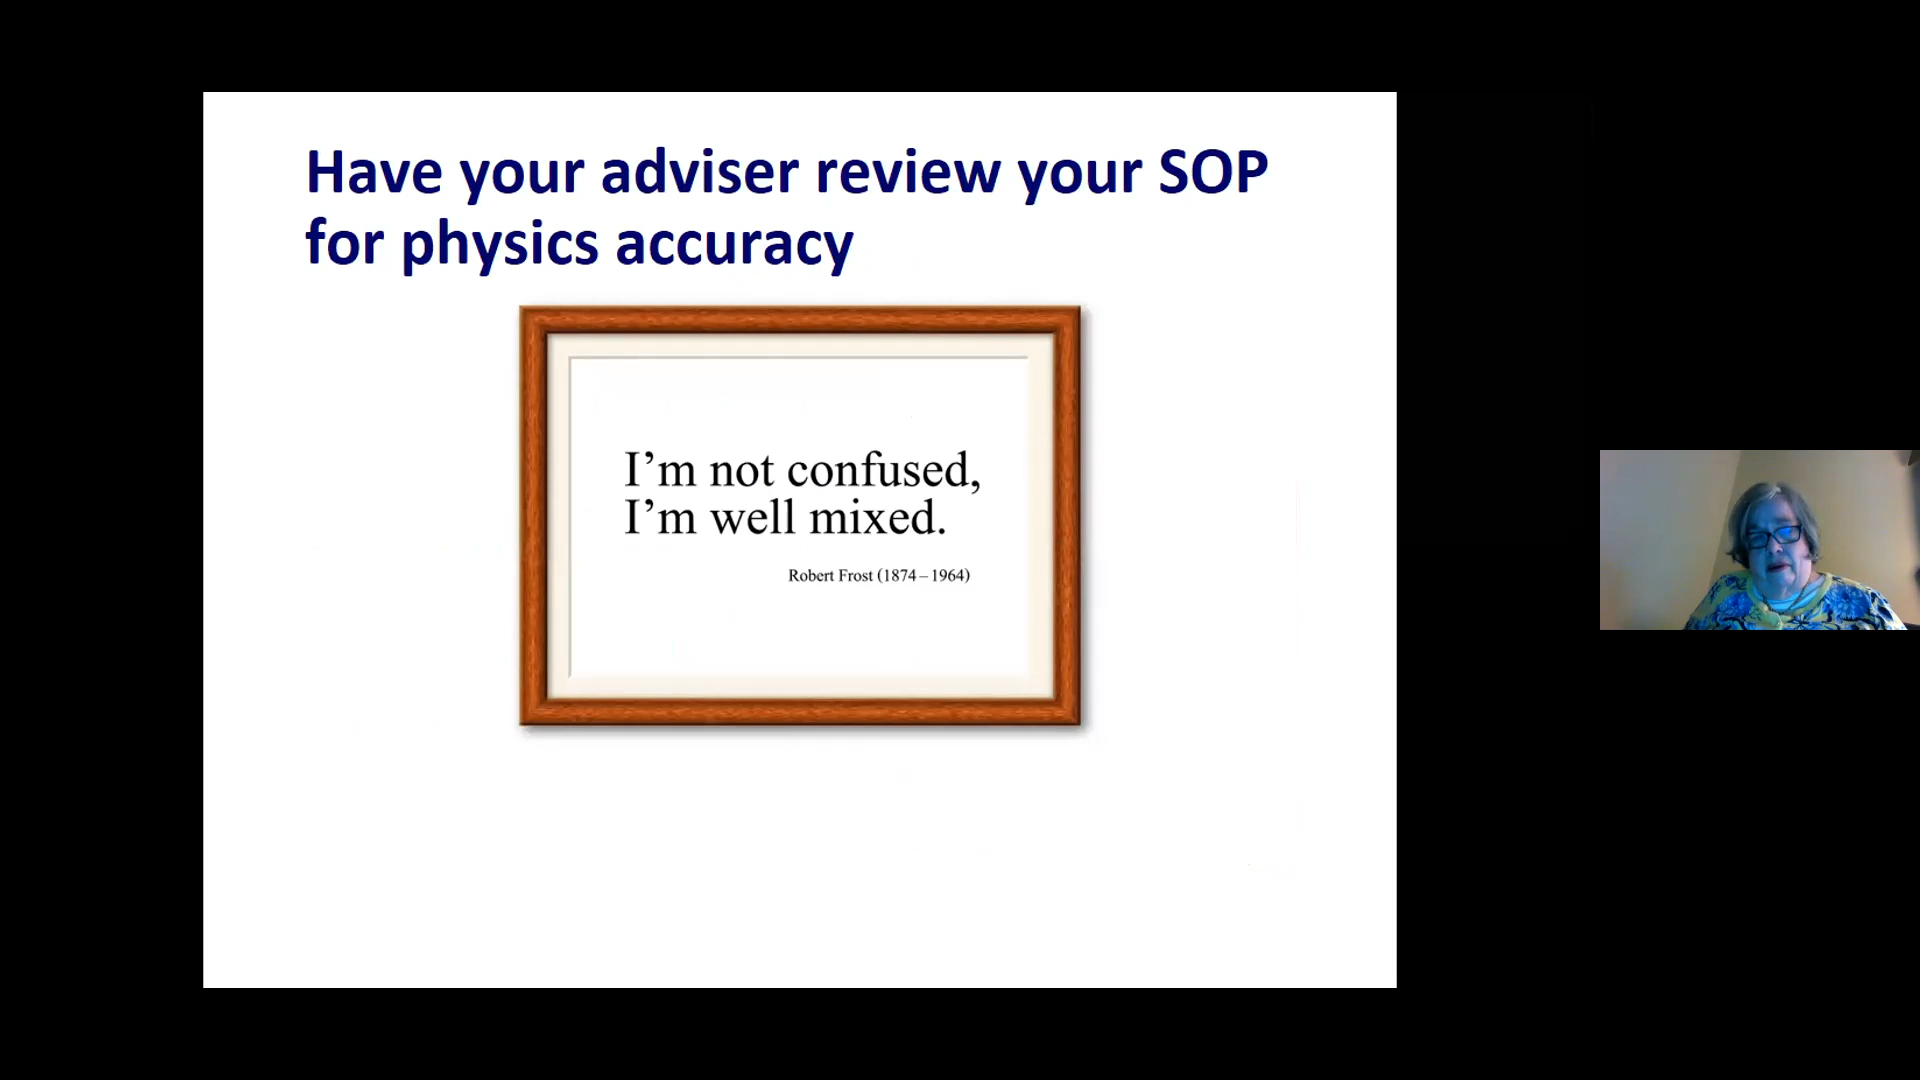 Have your adviser review your SOP
for physics accuracy
I’m not confused,
I’m well mixed.
Robert Frost (1874 – 1964)